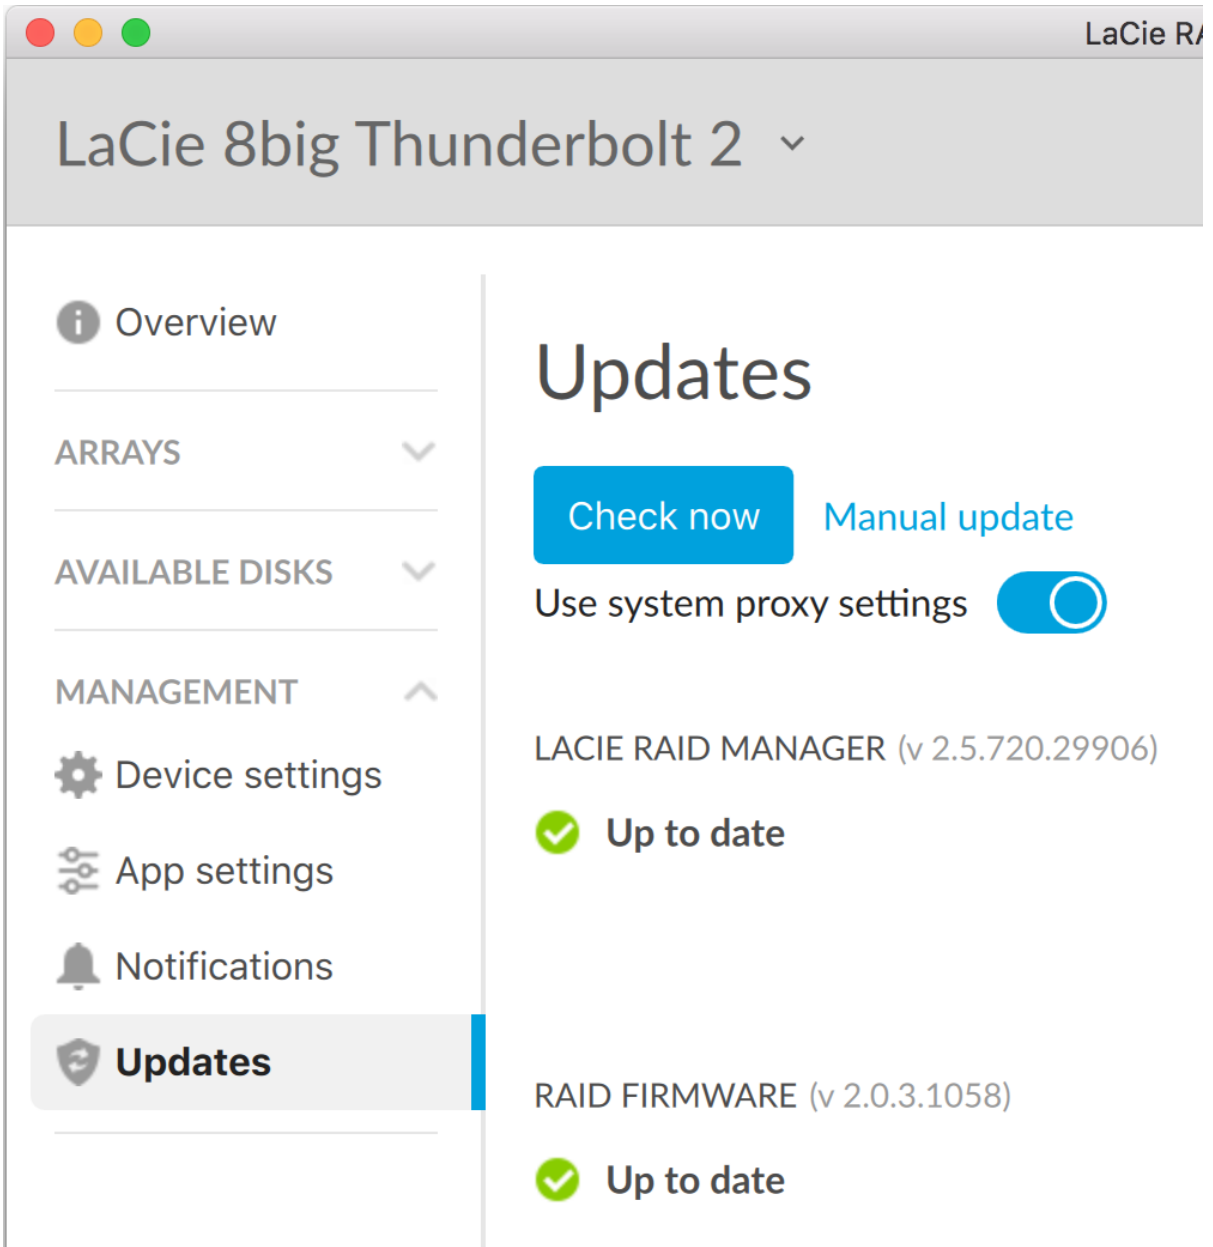 LaCie RA
LaCie 8big Thunderbolt 2
Overview
ARRAYS
AVAILABLE DISKS
MANAGEMENT
Device settings
App settings
Notifications
Updates
Updates
Check now Manual update
Use system proxy settings
LACIE RAID MANAGER (v 2.5.720.29906)
Up to date
RAID FIRMWARE (v 2.0.3.1058)
Up to date